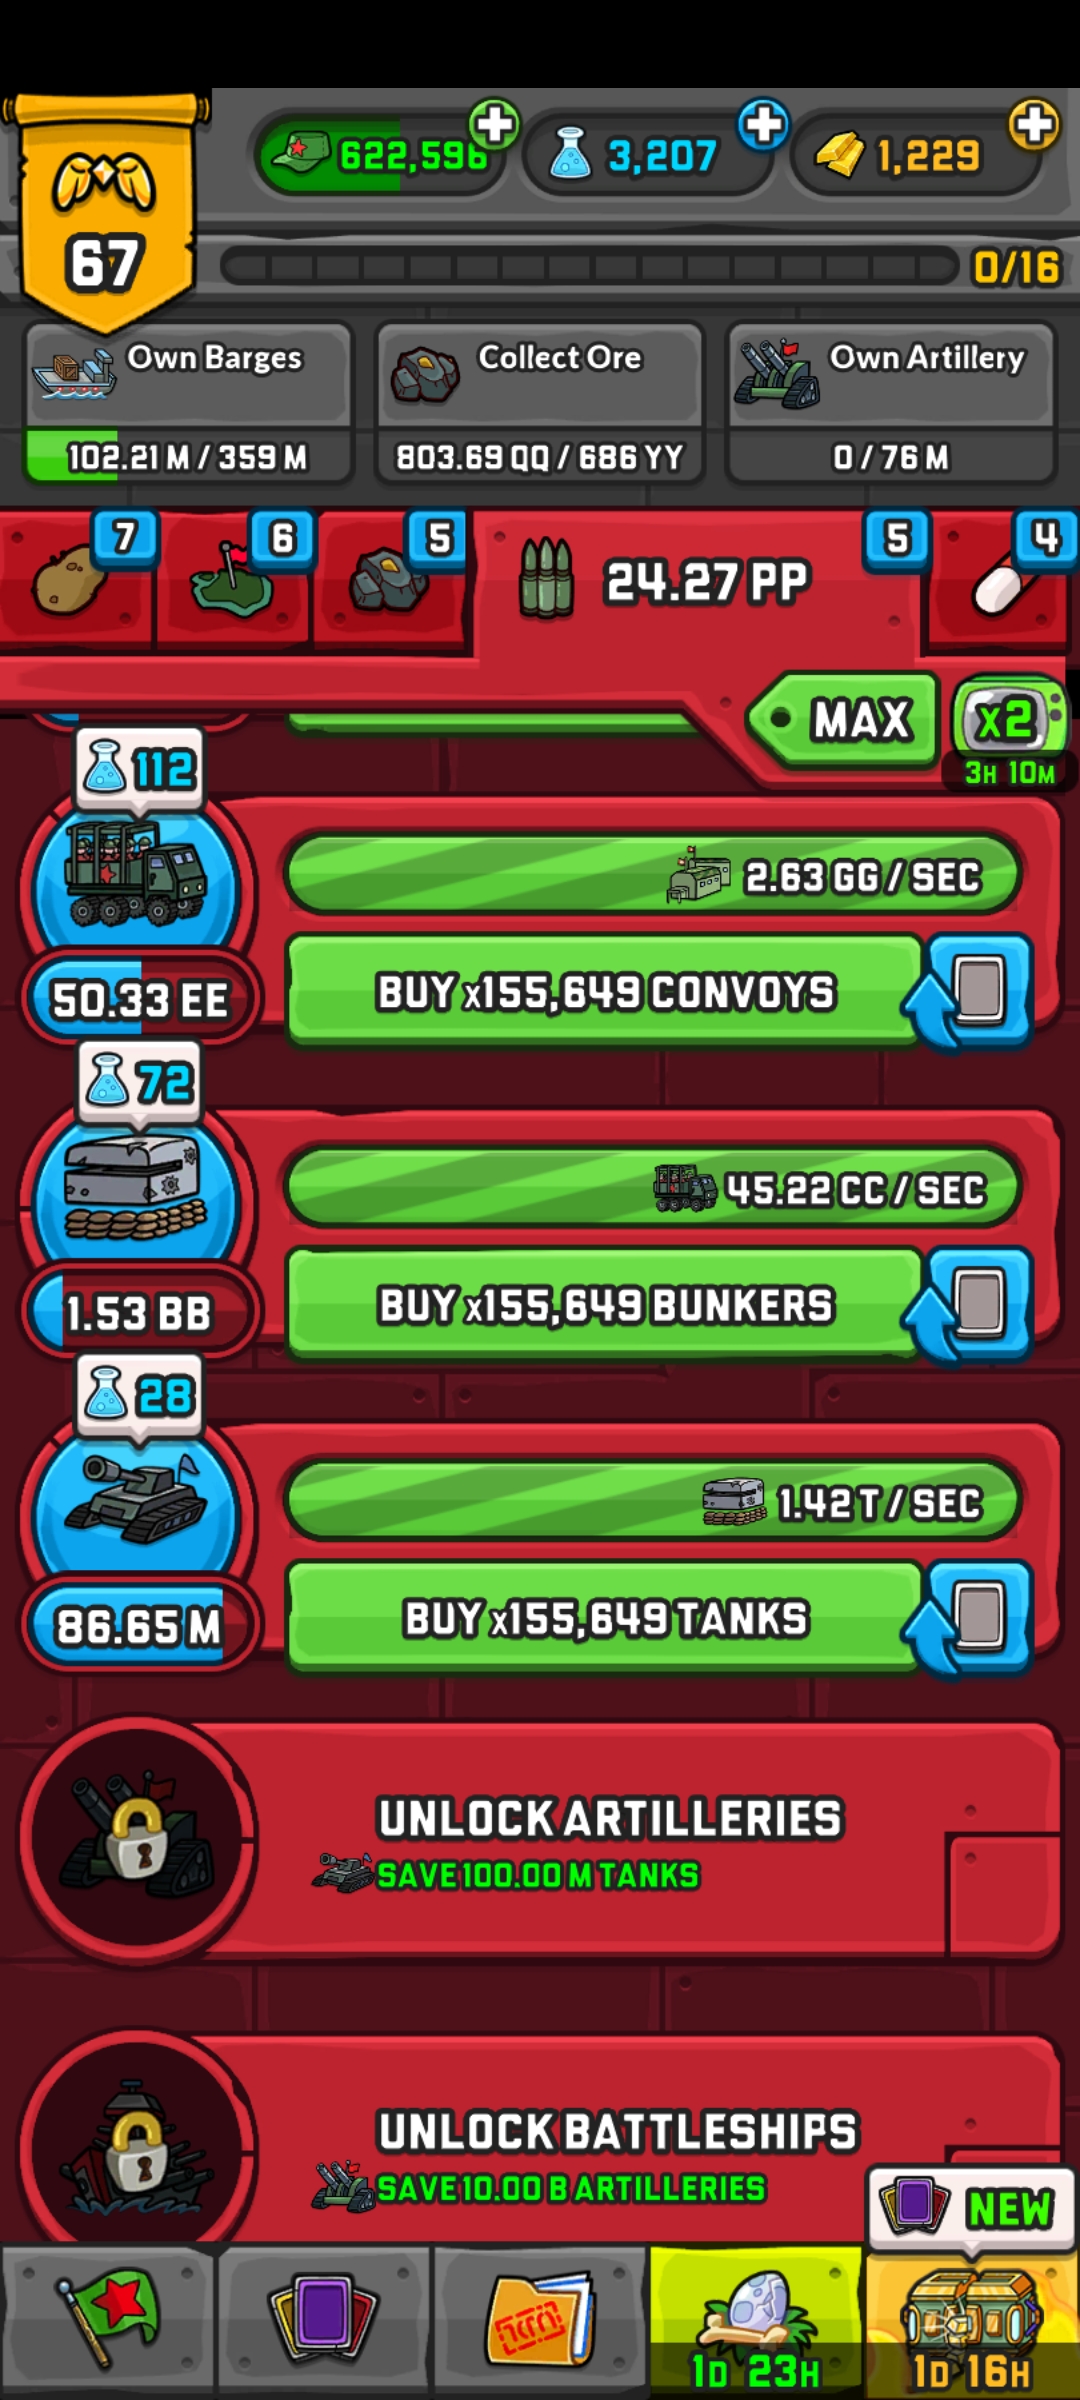 622,596
3,207
1,229
67
0/16
Own Barges
102.21 M / 359 M
Collect Ore
803.69 QQ / 686 YY
Own Artillery
0 / 76 M
7
6
5
24.27 PP
5
4
MAX
x2
3H 10M
112
2.63 GG / SEC
50.33 EE
BUY x155,649 CONVOYS
72
45.22 CC / SEC
1.53 BB
BUY x155,649 BUNKERS
28
1.42 T / SEC
86.65 M
BUY x155,649 TANKS
UNLOCK ARTILLERIES
SAVE 100.00 M TANKS
UNLOCK BATTLESHIPS
SAVE 10.00 B ARTILLERIES
NEW
1D 23H
1D 16H